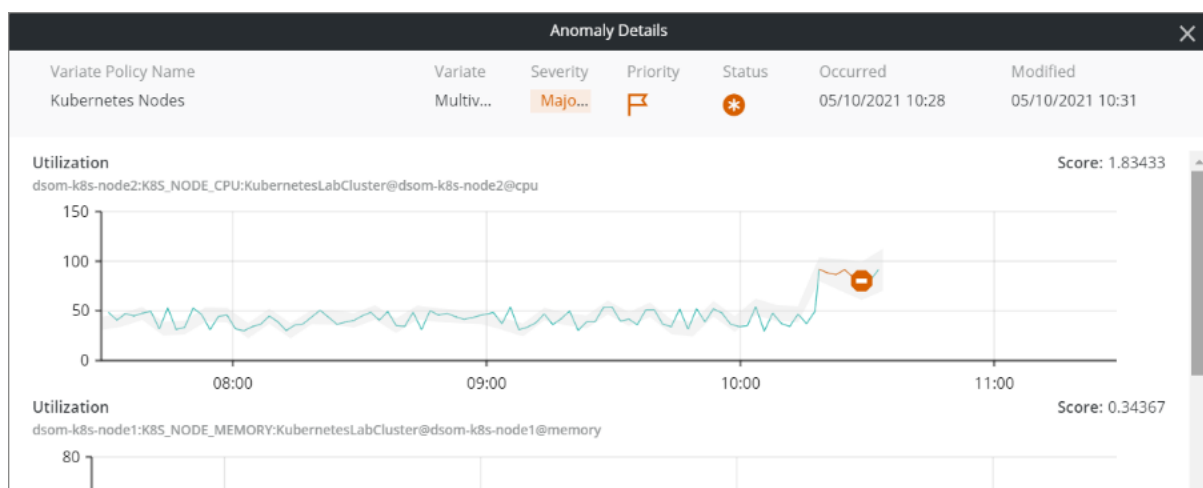 Anomaly Details
Variate Policy Name Variate Severity Priority Status Occurred Modified
Kubernetes Nodes Multiv... Majo... 05/10/2021 10:28 05/10/2021 10:31
Utilization Score: 1.83433
dsom-k8s-node2:K8S_NODE_CPU:KubernetesLabCluster@dsom-k8s-node2@cpu
150
100
50
0
08:00 09:00 10:00 11:00
Utilization Score: 0.34367
dsom-k8s-node1:K8S_NODE_MEMORY:KubernetesLabCluster@dsom-k8s-node1@memory
80